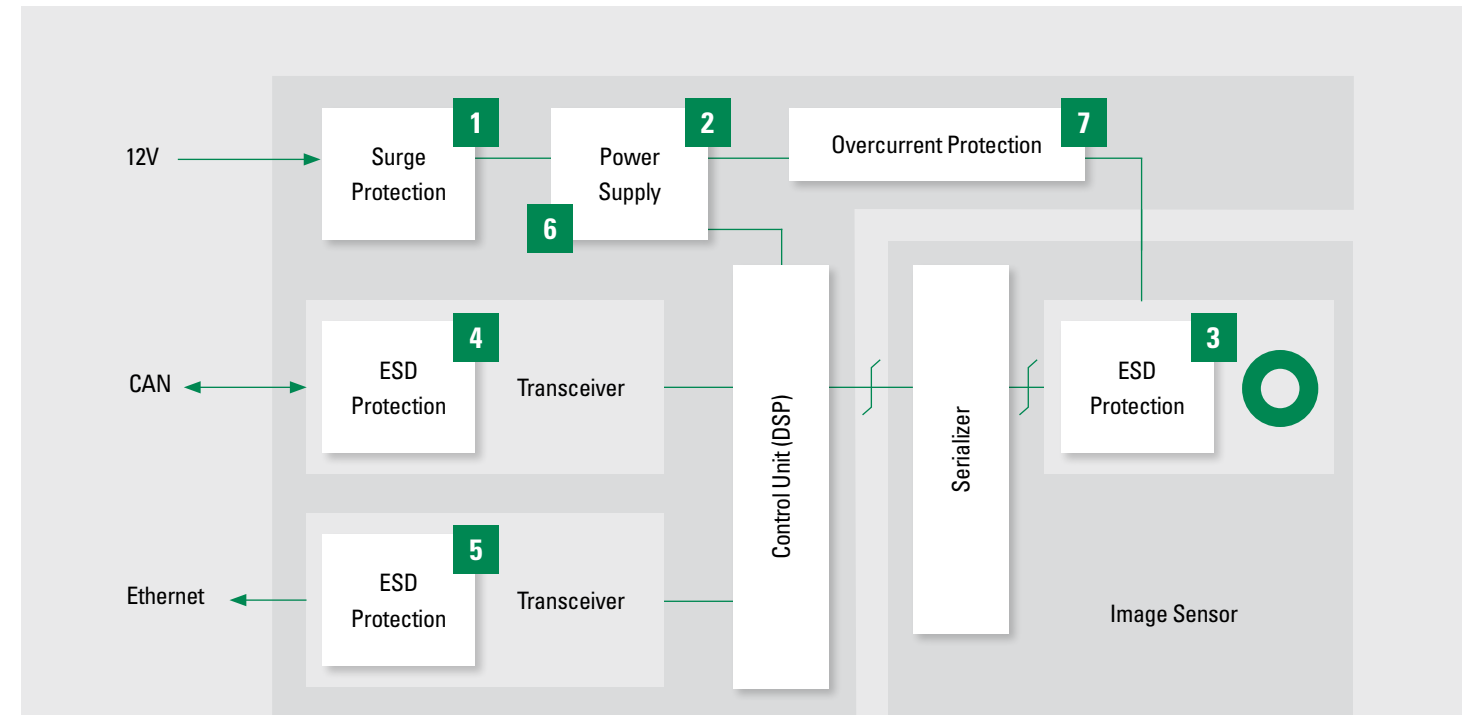 1
2
7
12V
Surge
Protection
Power
Supply
Overcurrent Protection
6
4
3
CAN
ESD
Protection
Transceiver
Control Unit (DSP)
Serializer
ESD
Protection
5
Ethernet
ESD
Protection
Transceiver
Image Sensor